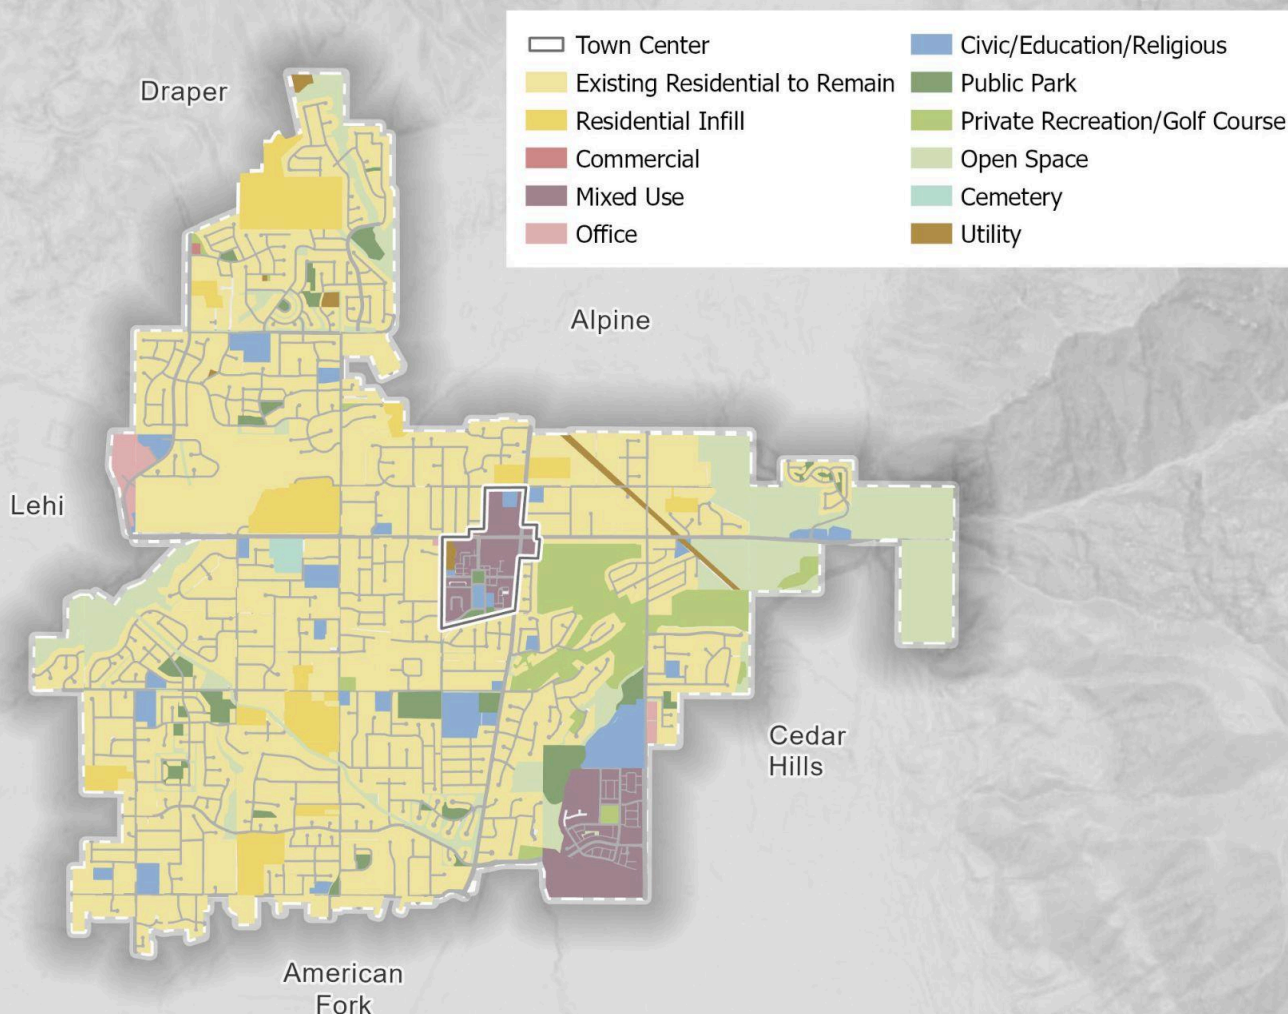 Town Center
Existing Residential to Remain
Residential Infill
Commercial
Mixed Use
Office
Civic/Education/Religious
Public Park
Private Recreation/Golf Course
Open Space
Cemetery
Utility
Draper
Alpine
Lehi
Cedar
Hills
American
Fork